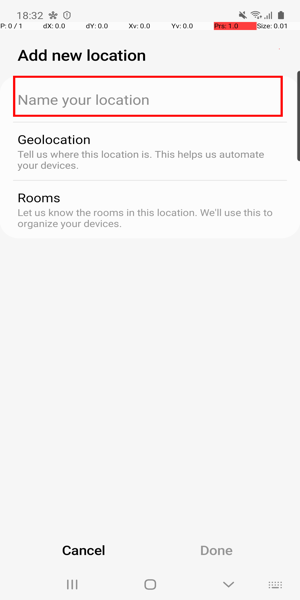 18:32
P: 0 / 1 dX: 0.0 dY: 0.0 Xv: 0.0 Yv: 0.0 Prs: 1.0 Size: 0.01
Add new location
Name your location
Geolocation
Tell us where this location is. This helps us automate
your devices.
Rooms
Let us know the rooms in this location. We'll use this to
organize your devices.
Cancel Done